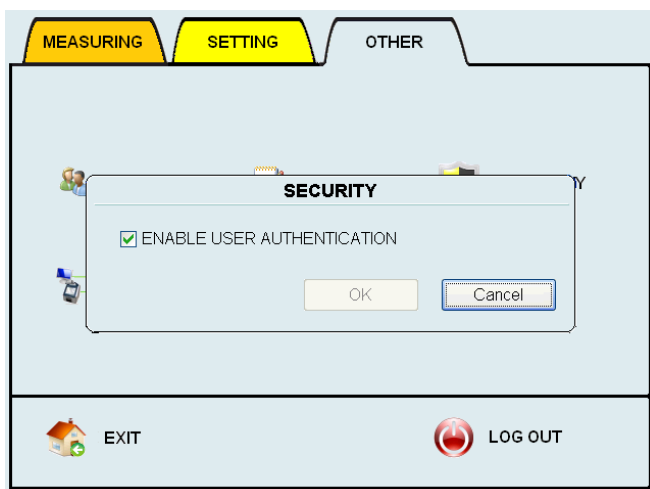 MEASURING SETTING OTHER
SECURITY
ENABLE USER AUTHENTICATION
OK Cancel
EXIT LOG OUT